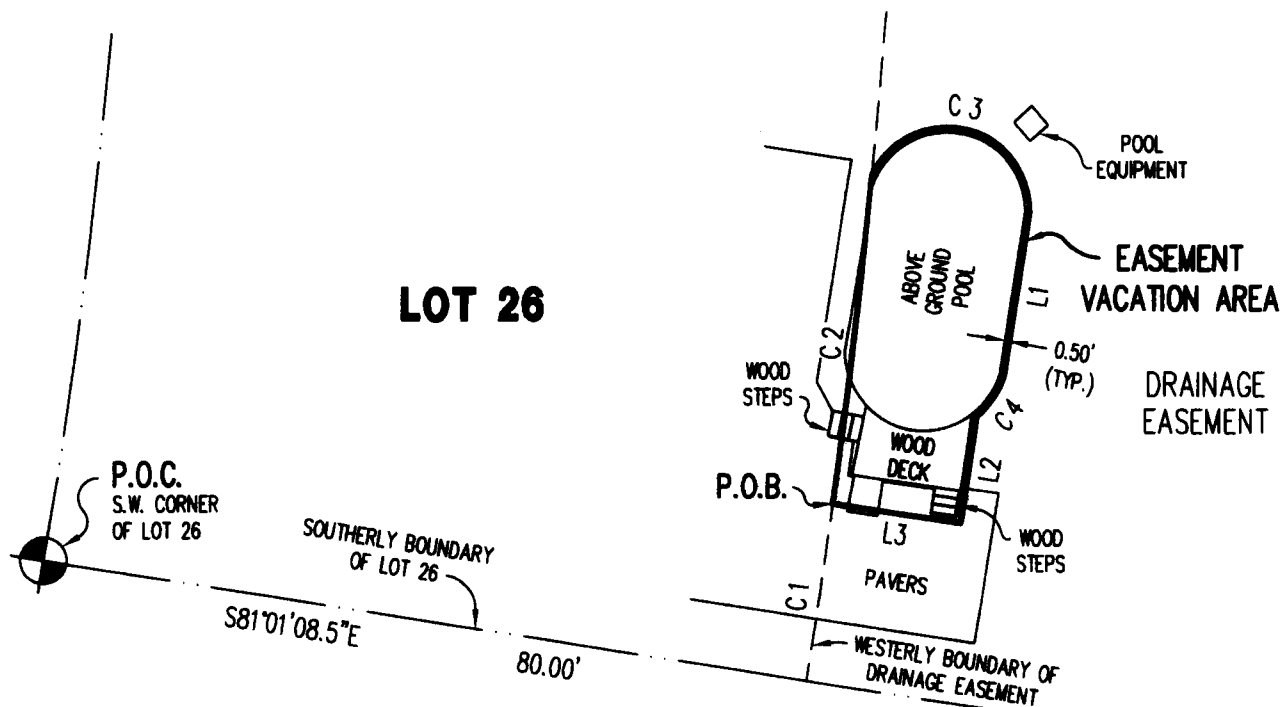 C 3
POOL
EQUIPMENT
EASEMENT
VACATION AREA
ABOVE
GROUND
POOL
L1
LOT 26
C 2
0.50'
(TYP.)
DRAINAGE
EASEMENT
WOOD
STEPS
C4
WOOD
DECK
L2
P.O.B.
P.O.C.
S.W. CORNER
OF LOT 26
SOUTHERLY BOUNDARY
OF LOT 26
L3
WOOD
STEPS
PAVERS
C1
S81°01'08.5"E
80.00'
WESTERLY BOUNDARY OF
DRAINAGE EASEMENT